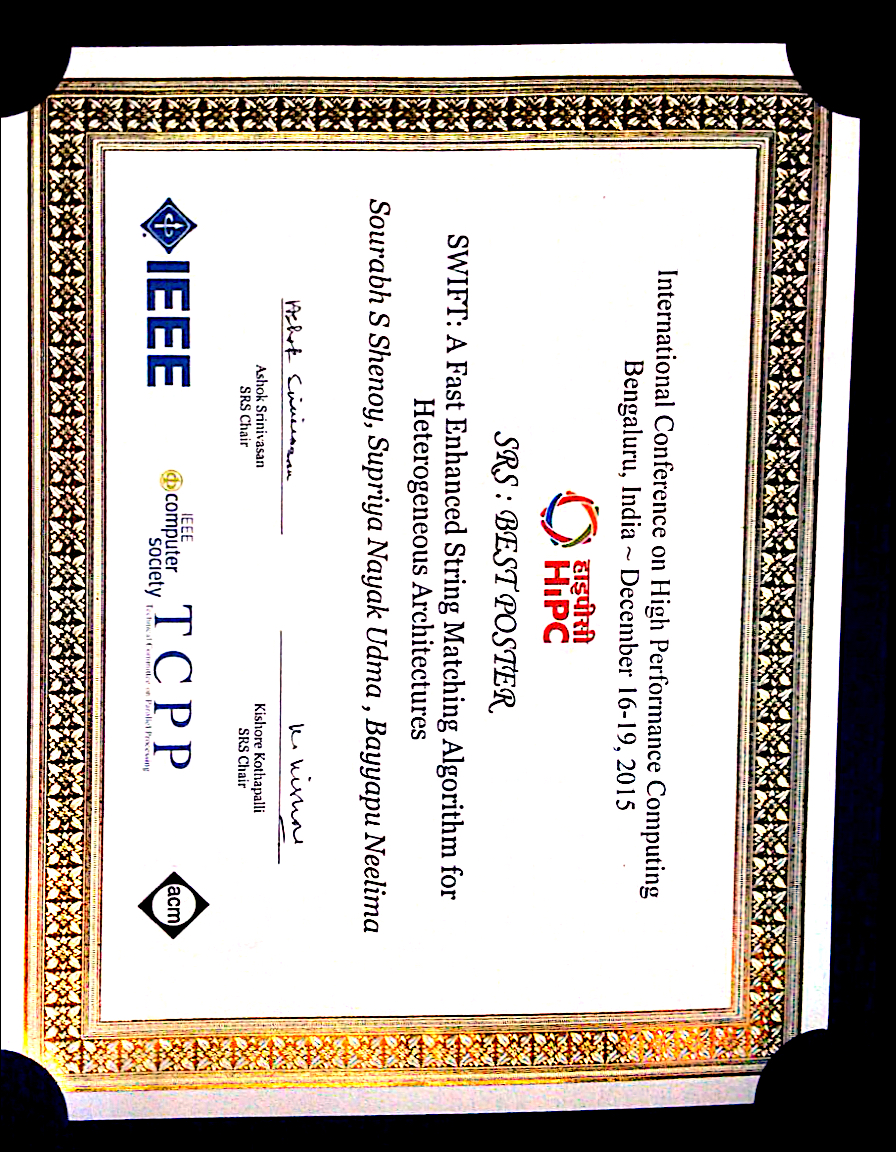 International Conference on High Performance Computing
Bengaluru, India ~ December 16-19, 2015
हाइपीसी
HiPC
SRS : BEST POSTER
SWIFT: A Fast Enhanced String Matching Algorithm for
Heterogeneous Architectures
Sourabh S Shenoy, Supriya Nayak Udma , Bayyapu Neelima
Ashok Srinivasan
Ashok Srinivasan
SRS Chair
Kishore Kothapalli
SRS Chair
IEEE
IEEE
computer
society
TCPP
Technical Committee on Parallel Processing
acm